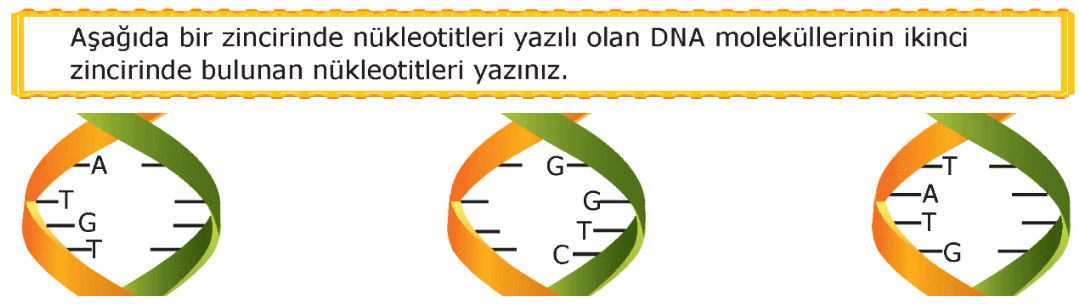 Aşağıda bir zincirinde nükleotitleri yazılı olan DNA moleküllerinin ikinci
zincirinde bulunan nükleotitleri yazınız.
A
T
G
T
G
G
T
C
T
A
T
G